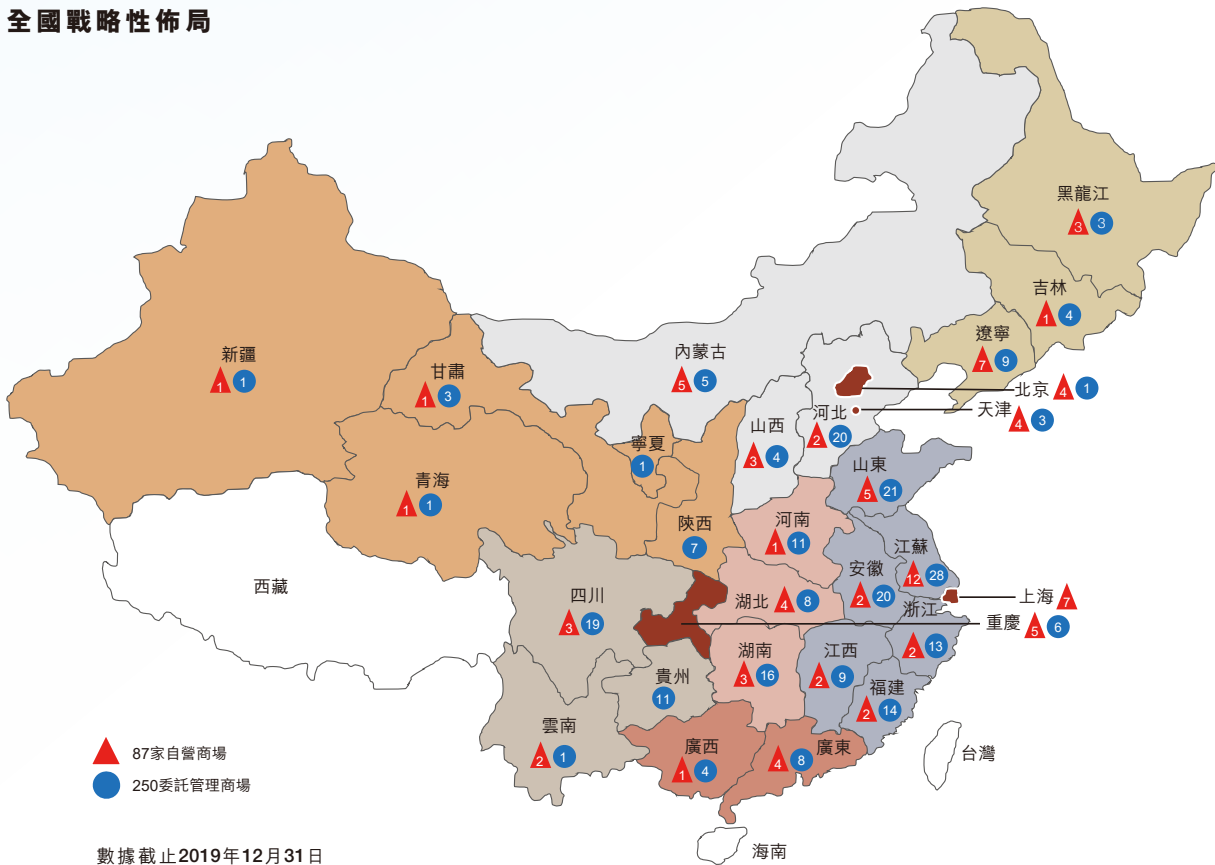 全國戰略性佈局
黑龍江
3 3
吉林
1 4
遼寧
7 9
新疆
1 1
甘肅
1 3
內蒙古
5 5
北京 4 1
天津
4 3
河北
2 20
山西
3 4
寧夏
1
山東
5 21
青海
1 1
陝西
7
河南
1 11
江蘇
12 28
安徽
2 20
西藏
四川
3 19
湖北 4 8
上海 7
浙江
2 13
重慶 5 6
湖南
3 16
江西
2 9
貴州
11
福建
2 14
雲南
2 1
廣西
1 4
廣東
4 8
台灣
87家自營商場
250委託管理商場
海南
數據截止2019年12月31日